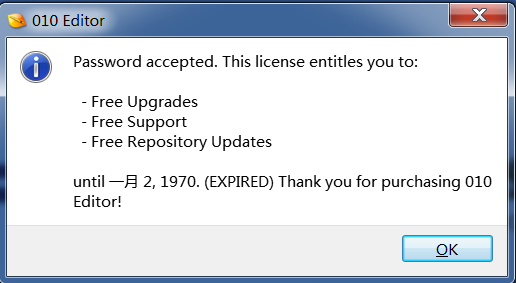 010 Editor
Password accepted. This license entitles you to:
- Free Upgrades
- Free Support
- Free Repository Updates
until 一月 2, 1970. (EXPIRED) Thank you for purchasing 010
Editor!
OK